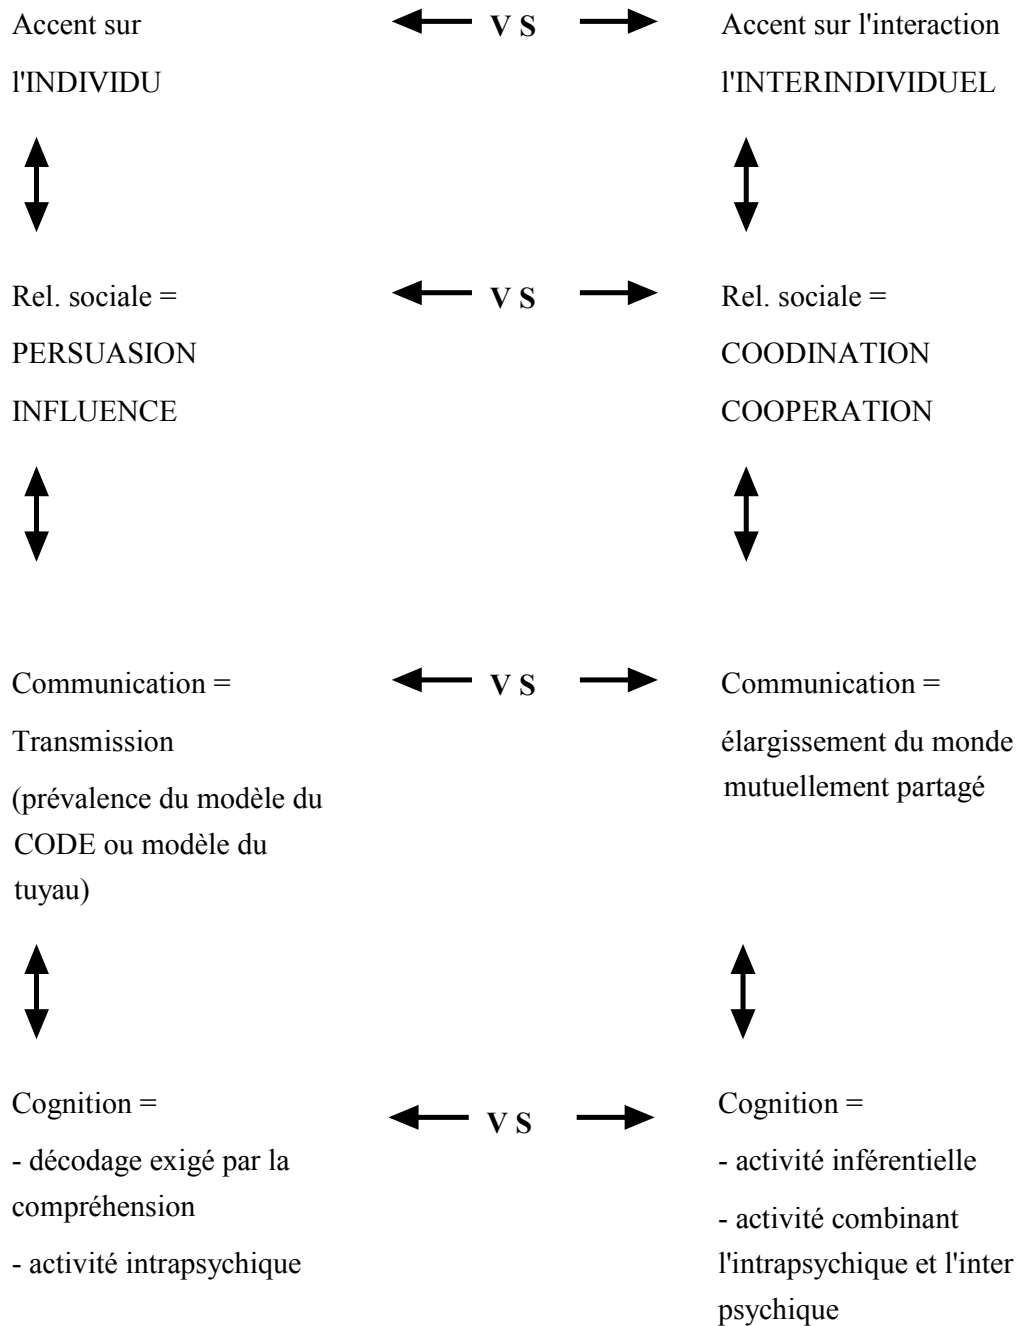 Accent sur
l'INDIVIDU
V S
Accent sur l'interaction
l'INTERINDIVIDUEL
Rel. sociale =
PERSUASION
INFLUENCE
V S
Rel. sociale =
COODINATION
COOPERATION
Communication =
Transmission
(prévalence du modèle du
CODE ou modèle du
tuyau)
V S
Communication =
élargissement du monde
mutuellement partagé
Cognition =
- décodage exigé par la
compréhension
- activité intrapsychique
V S
Cognition =
- activité inférentielle
- activité combinant
l'intrapsychique et l'inter
psychique